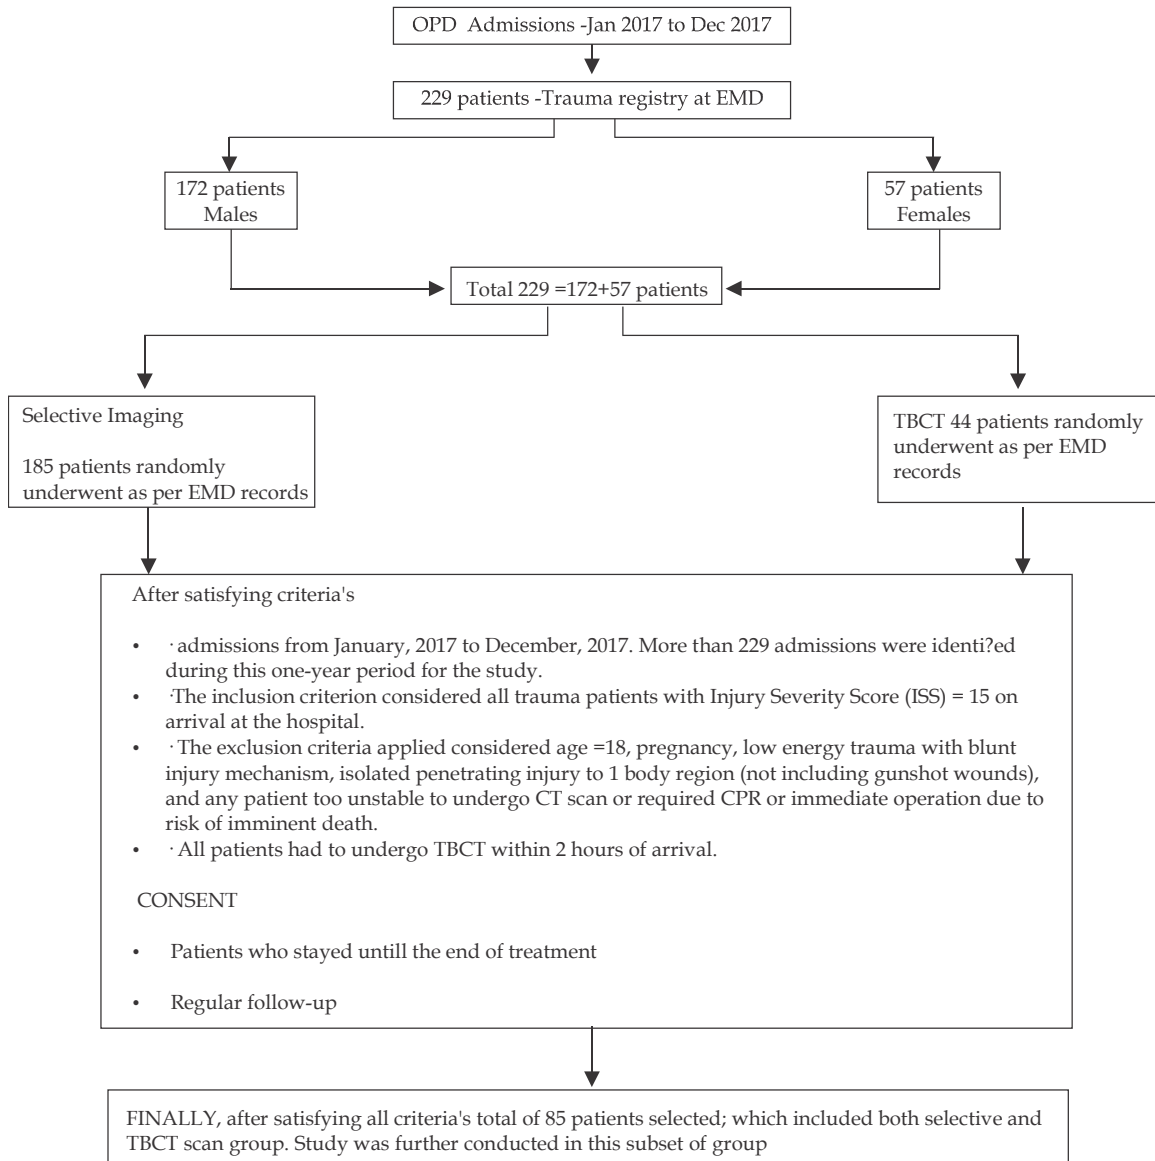 OPD  Admissions -Jan 2017 to Dec 2017
229 patients -Trauma registry at EMD
172 patients
Males
57 patients
Females
Total 229 =172+57 patients
Selective Imaging
185 patients randomly
underwent as per EMD records
TBCT 44 patients randomly
underwent as per EMD
records
After satisfying criteria's
• · admissions from January, 2017 to December, 2017. More than 229 admissions were identi?ed
during this one-year period for the study.
• ·The inclusion criterion considered all trauma patients with Injury Severity Score (ISS) = 15 on
arrival at the hospital.
• · The exclusion criteria applied considered age =18, pregnancy, low energy trauma with blunt
injury mechanism, isolated penetrating injury to 1 body region (not including gunshot wounds),
and any patient too unstable to undergo CT scan or required CPR or immediate operation due to
risk of imminent death.
• · All patients had to undergo TBCT within 2 hours of arrival.
CONSENT
• Patients who stayed untill the end of treatment
• Regular follow-up
FINALLY, after satisfying all criteria's total of 85 patients selected; which included both selective and
TBCT scan group. Study was further conducted in this subset of group